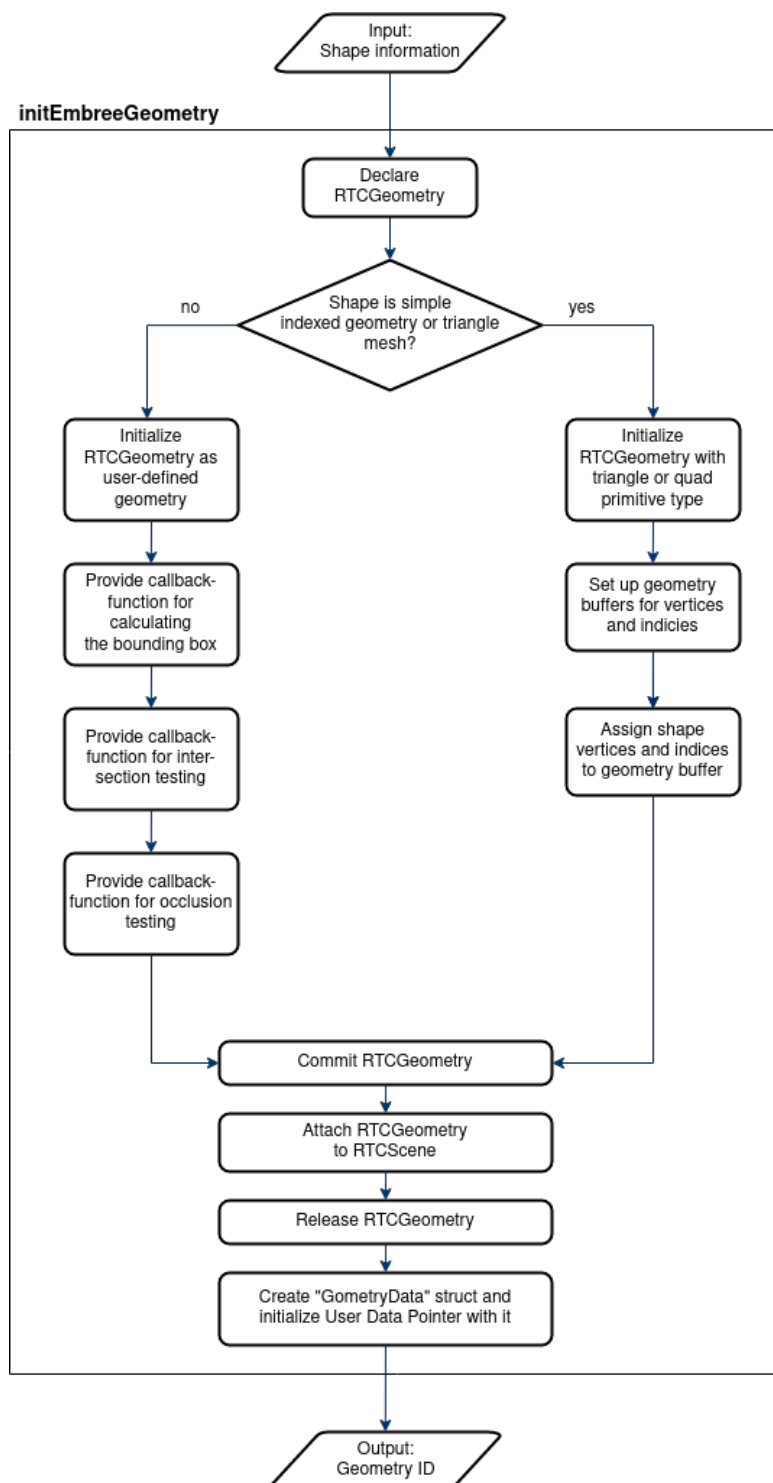 Input:
Shape information
initEmbreeGeometry
Declare
RTCGeometry
Shape is simple
indexed geometry or triangle
mesh?
no
yes
Initialize
RTCGeometry as
user-defined
geometry
Initialize
RTCGeometry with
triangle or quad
primitive type
Provide callback-
function for
calculating
the bounding box
Set up geometry
buffers for vertices
and indicies
Provide callback-
function for inter-
section testing
Assign shape
vertices and indices
to geometry buffer
Provide callback-
function for occlusion
testing
Commit RTCGeometry
Attach RTCGeometry
to RTCScene
Release RTCGeometry
Create "GometryData" struct and
initialize User Data Pointer with it
Output:
Geometry ID